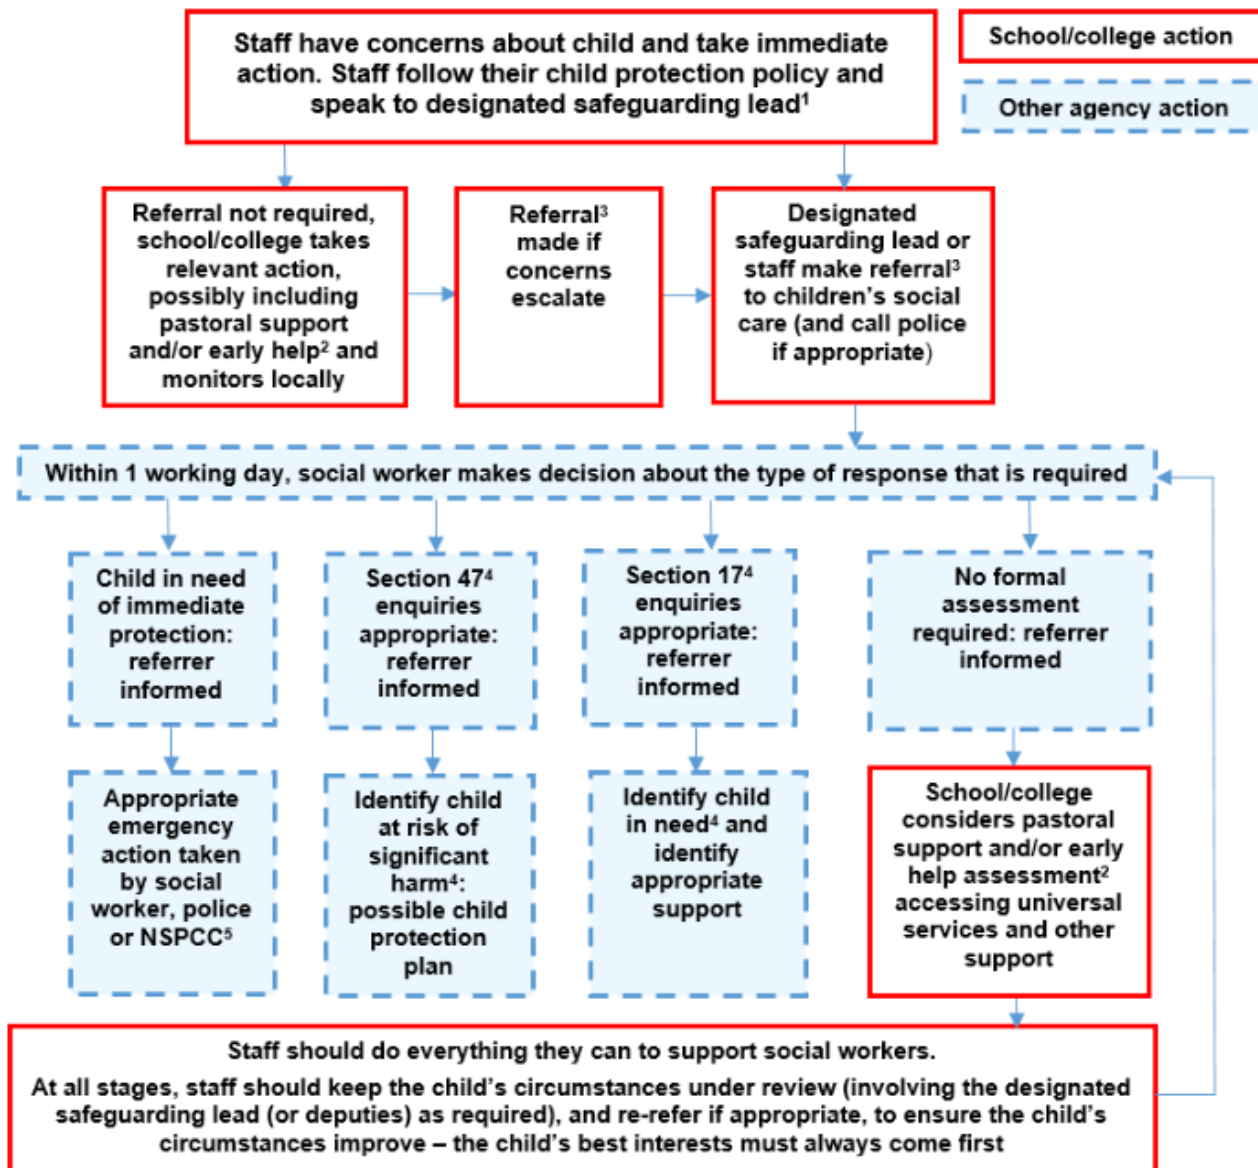 Staff have concerns about child and take immediate
action. Staff follow their child protection policy and
speak to designated safeguarding lead¹
School/college action
Other agency action
Referral not required,
school/college takes
relevant action,
possibly including
pastoral support
and/or early help² and
monitors locally
Referral³
made if
concerns
escalate
Designated
safeguarding lead or
staff make referral³
to children’s social
care (and call police
if appropriate)
Within 1 working day, social worker makes decision about the type of response that is required
Child in need
of immediate
protection:
referrer
informed
Section 47⁴
enquiries
appropriate:
referrer
informed
Section 17⁴
enquiries
appropriate:
referrer
informed
No formal
assessment
required: referrer
informed
Appropriate
emergency
action taken
by social
worker, police
or NSPCC⁵
Identify child
at risk of
significant
harm⁴:
possible child
protection
plan
Identify child
in need⁴ and
identify
appropriate
support
School/college
considers pastoral
support and/or early
help assessment²
accessing universal
services and other
support
Staff should do everything they can to support social workers.
At all stages, staff should keep the child’s circumstances under review (involving the designated
safeguarding lead (or deputies) as required), and re-refer if appropriate, to ensure the child’s
circumstances improve – the child’s best interests must always come first